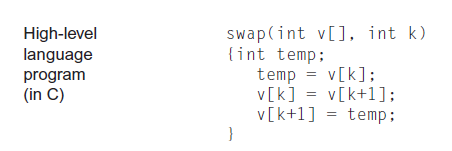 High-level
language
program
(in C)
swap(int v[], int k)
{int temp;
   temp = v[k];
   v[k] = v[k+1];
   v[k+1] = temp;
}